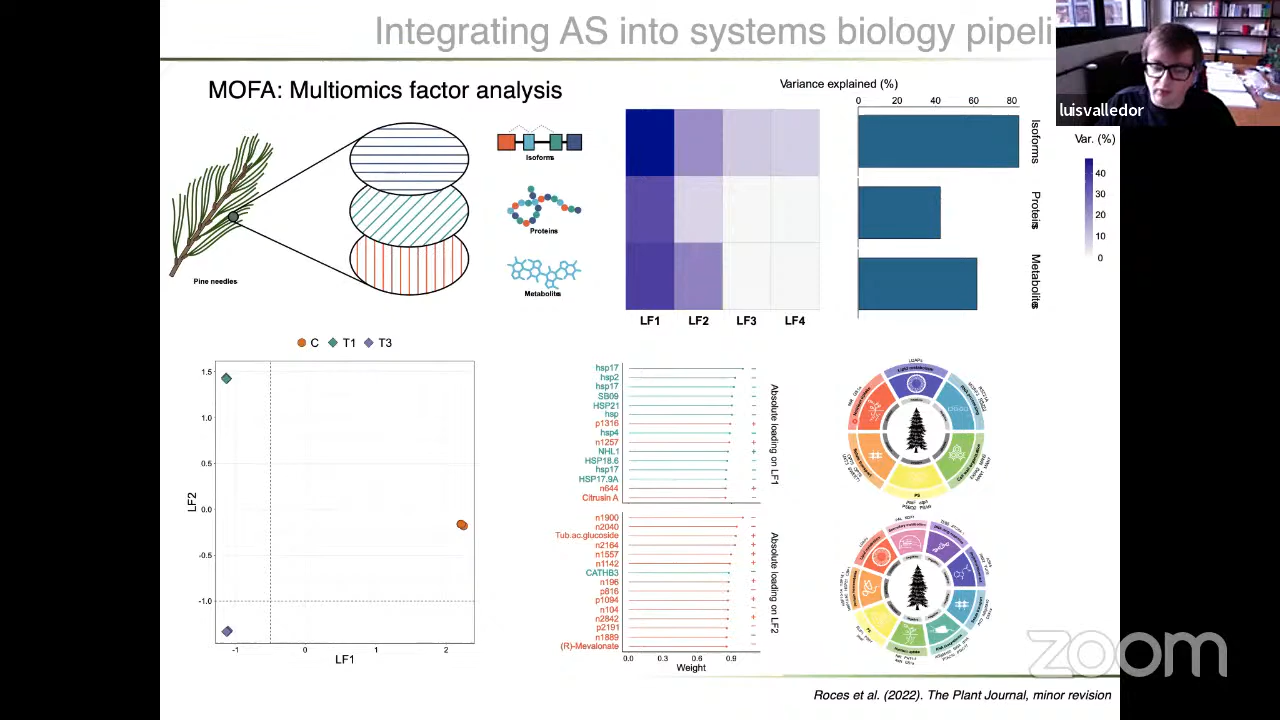 Integrating AS into systems biology pipeli
luisvalledor
MOFA: Multiomics factor analysis
Pine needles
Isoforms
Proteins
Metabolites
LF1 LF2 LF3 LF4
Variance explained (%)
0 20 40 60 80
Isoforms
Proteins
Metabolites
Var. (%)
40
30
20
10
0
C T1 T3
1.5
1.0
0.5
0.0
-0.5
-1.0
LF2
-1 0 1 2
LF1
hsp17 −
hsp2 −
hsp17 −
SB09 −
HSP21 −
hsp −
p1316 +
hsp4 −
n1257 +
NHL1 +
HSP18.6 −
hsp17 −
HSP17.9A −
n644 +
Citrusin A −
Absolute loading on LF1
n1900 −
n2040 −
Tub.ac.glucoside +
n2164 +
n1557 +
n1142 +
CATHB3 −
n196 +
p816 −
p1094 +
n104 −
n2842 +
p2191 −
n1889 −
(R)-Mevalonate −
Absolute loading on LF2
0.0 0.3 0.6 0.9
Weight
PS
zoom
Roces et al. (2022). The Plant Journal, minor revision